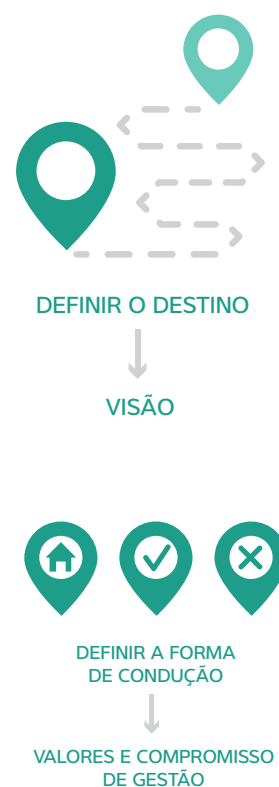 DEFINIR O DESTINO
VISÃO
DEFINIR A FORMA
DE CONDUÇÃO
VALORES E COMPROMISSO
DE GESTÃO